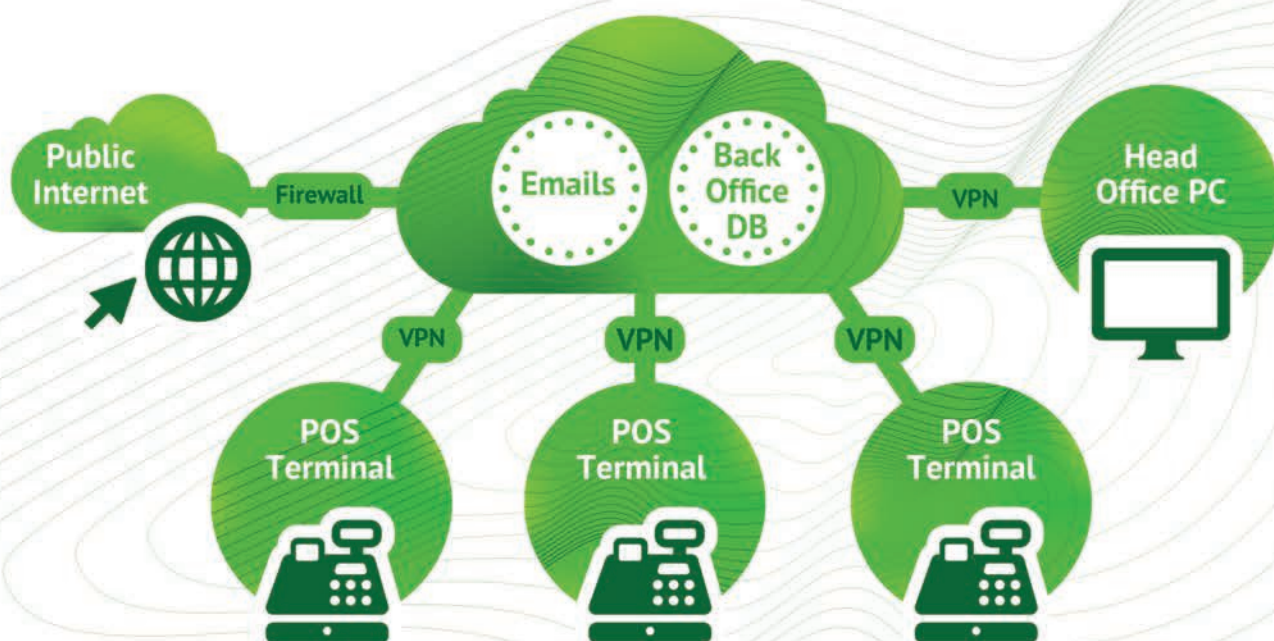 Public
Internet
Firewall
Emails
Back
Office
DB
VPN
Head
Office PC
VPN
VPN
VPN
POS
Terminal
POS
Terminal
POS
Terminal